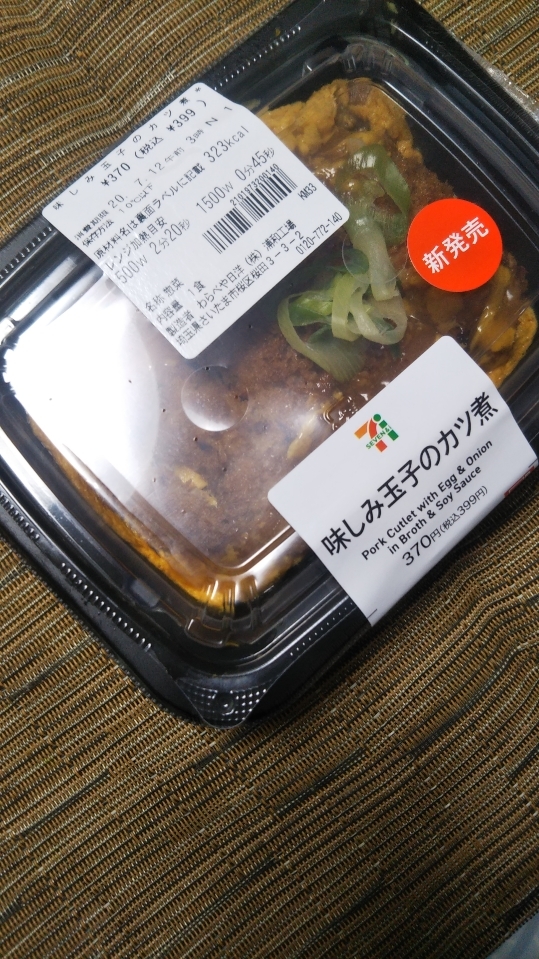 味しみ玉子のカツ煮*
¥370 (税込 ¥399)
消費期限 20. 7.12午前 3時 N 1
保存方法 10℃以下
原材料名は裏面ラベルに記載 323kcal
レンジ加熱目安
500W 2分20秒 1500W 0分45秒
KM33
名称 惣菜
内容量 1食
製造者 わらべや日洋(株)浦和工場
埼玉県さいたま市桜区桜田3-3-2
0120-772-140
新発売
SEVEN&i
味しみ玉子のカツ煮
Pork Cutlet with Egg & Onion
in Broth & Soy Sauce
370円(税込399円)